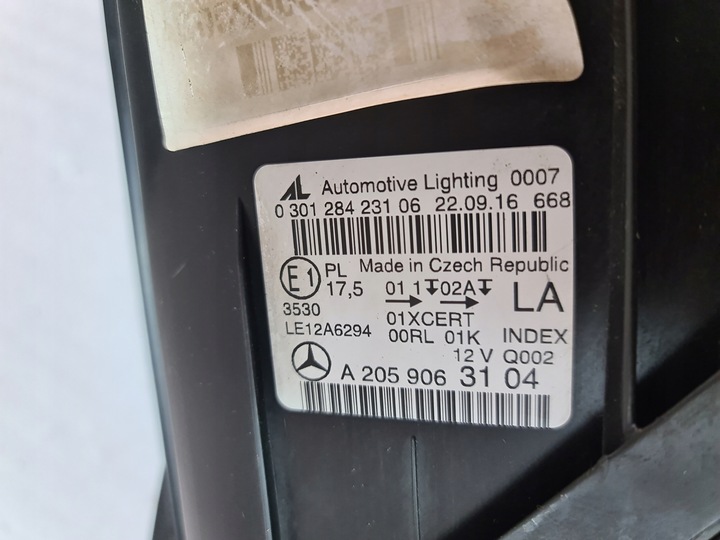 AL Automotive Lighting 0007
0 301 284 231 06 22.09.16 668
E1 PL Made in Czech Republic
17,5 01 1 02A LA
3530 01XCERT
LE12A6294 00RL 01K INDEX
12 V Q002
A 205 906 31 04